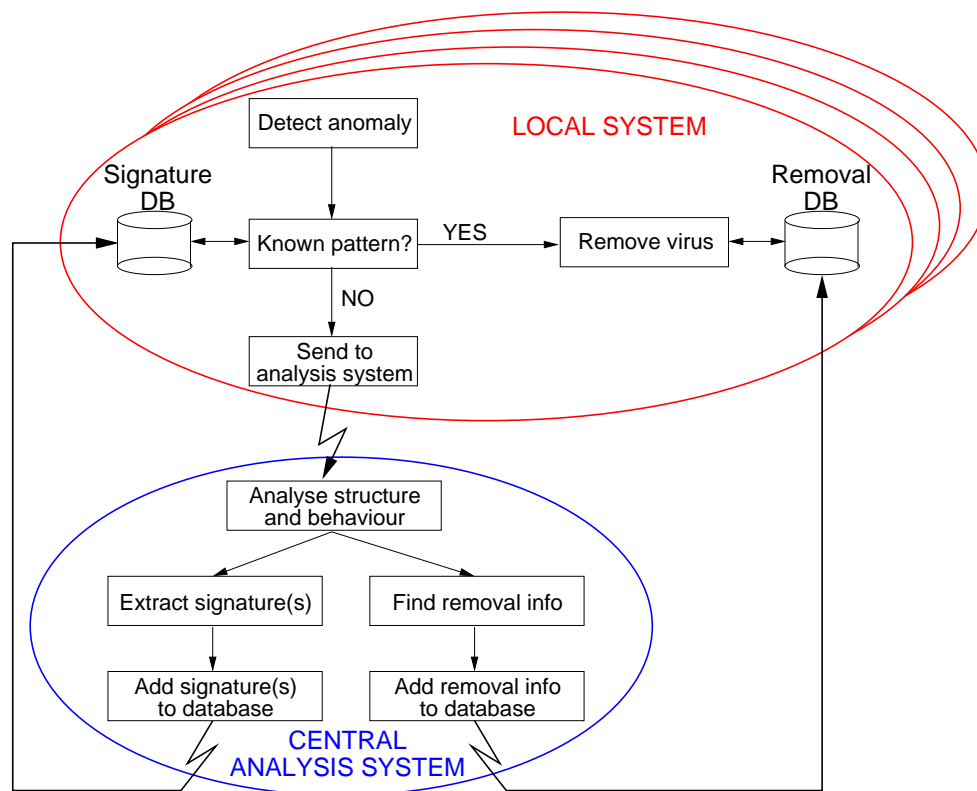 Detect anomaly
LOCAL SYSTEM
Signature
DB
Removal
DB
Known pattern?
YES
Remove virus
NO
Send to
analysis system
Analyse structure
and behaviour
Extract signature(s)
Find removal info
Add signature(s)
to database
Add removal info
to database
CENTRAL
ANALYSIS SYSTEM